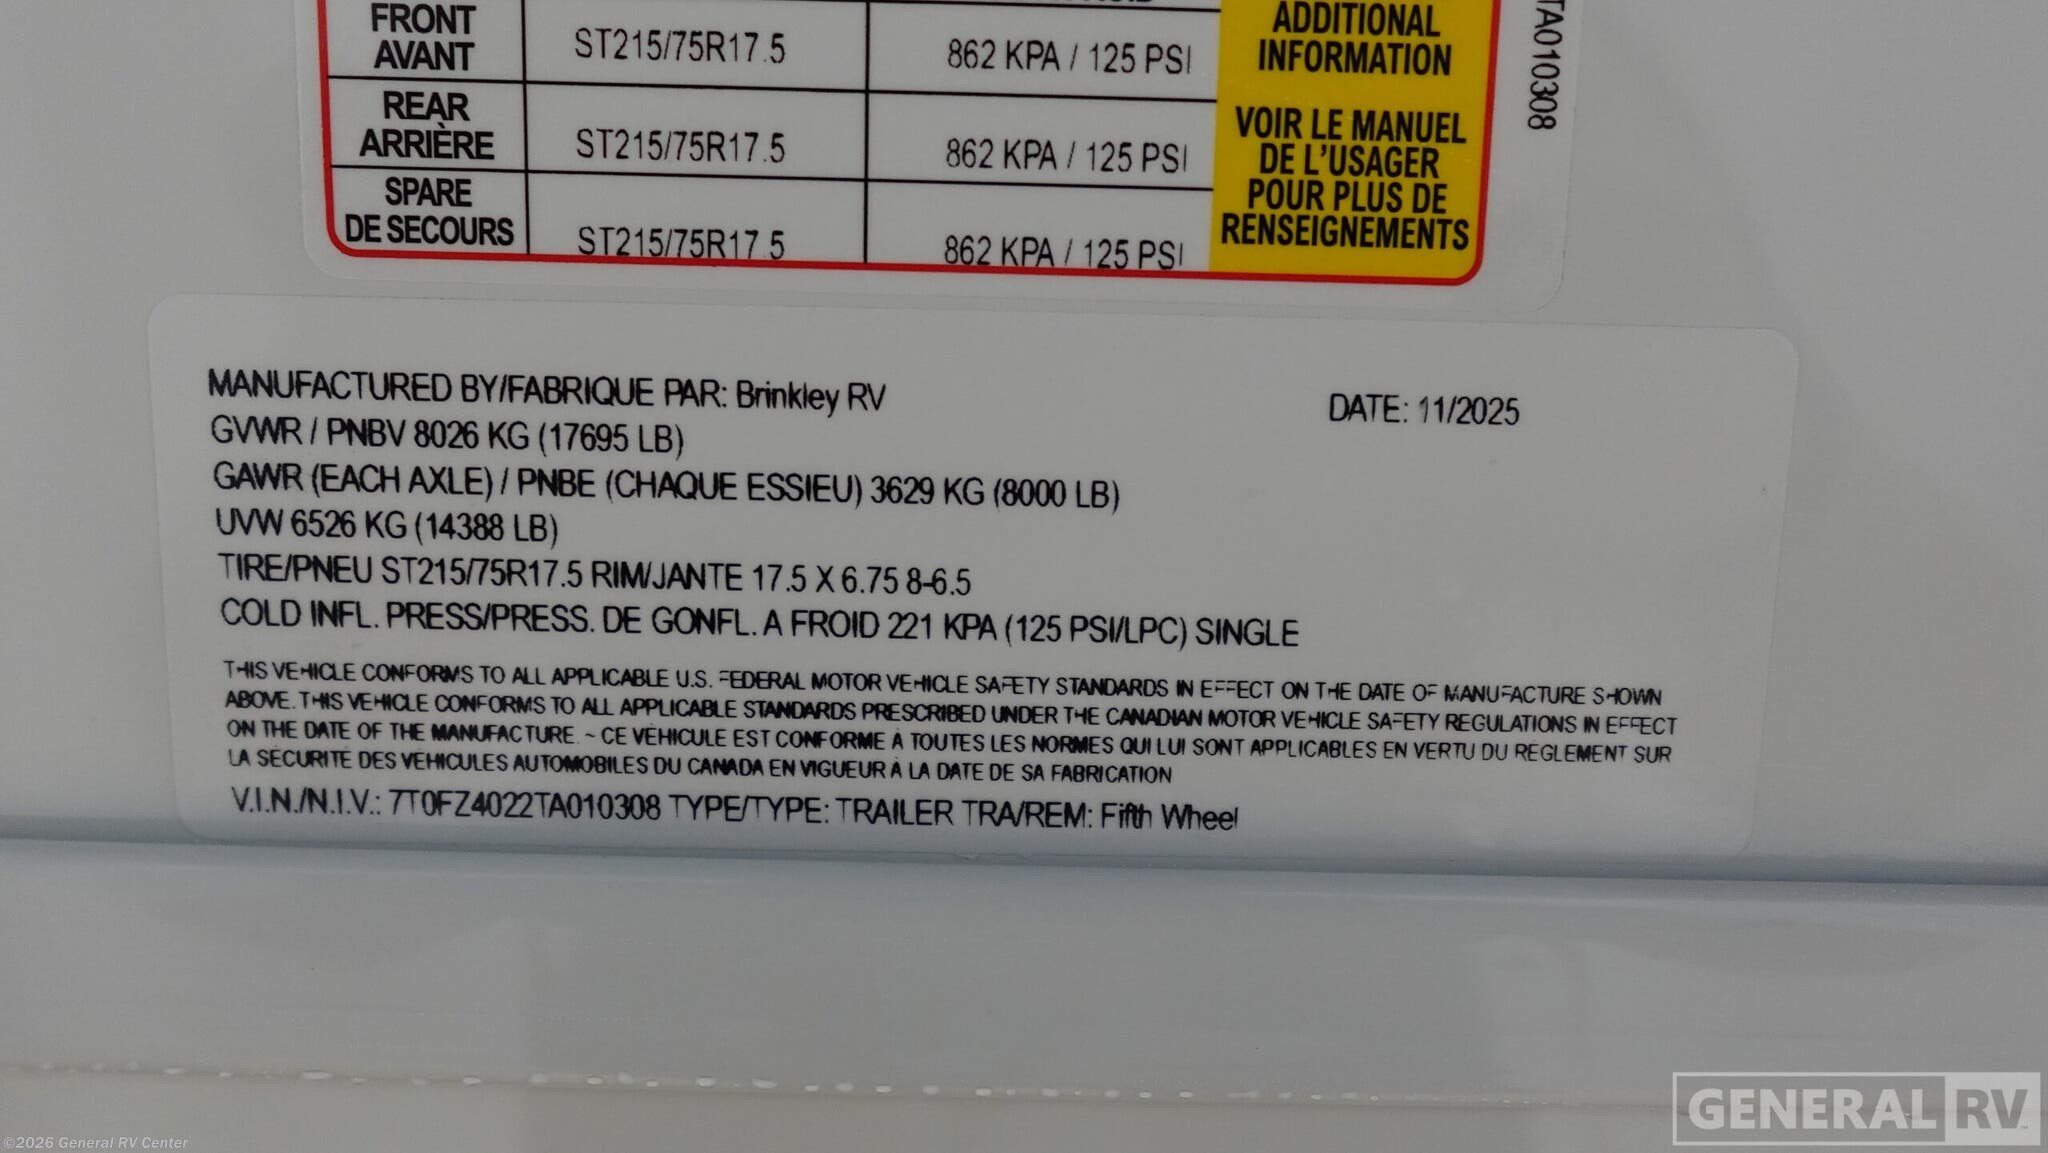 FRONT
AVANT
ST215/75R17.5
862 KPA / 125 PSI
REAR
ARRIÈRE
ST215/75R17.5
862 KPA / 125 PSI
SPARE
DE SECOURS
ST215/75R17.5
862 KPA / 125 PSI
ADDITIONAL
INFORMATION
VOIR LE MANUEL
DE L'USAGER
POUR PLUS DE
RENSEIGNEMENTS
TA010308
MANUFACTURED BY/FABRIQUE PAR: Brinkley RV
DATE: 11/2025
GVWR / PNBV 8026 KG (17695 LB)
GAWR (EACH AXLE) / PNBE (CHAQUE ESSIEU) 3629 KG (8000 LB)
UVW 6526 KG (14388 LB)
TIRE/PNEU ST215/75R17.5 RIM/JANTE 17.5 X 6.75 8-6.5
COLD INFL. PRESS/PRESS. DE GONFL. A FROID 221 KPA (125 PSI/LPC) SINGLE
THIS VEHICLE CONFORMS TO ALL APPLICABLE U.S. FEDERAL MOTOR VEHICLE SAFETY STANDARDS IN EFFECT ON THE DATE OF MANUFACTURE SHOWN
ABOVE. THIS VEHICLE CONFORMS TO ALL APPLICABLE STANDARDS PRESCRIBED UNDER THE CANADIAN MOTOR VEHICLE SAFETY REGULATIONS IN EFFECT
ON THE DATE OF THE MANUFACTURE. ~ CE VÉHICULE EST CONFORME À TOUTES LES NORMES QUI LUI SONT APPLICABLES EN VERTU DU RÈGLEMENT SUR
LA SÉCURITÉ DES VÉHICULES AUTOMOBILES DU CANADA EN VIGUEUR À LA DATE DE SA FABRICATION
V.I.N./N.I.V.: 7T0FZ4022TA010308 TYPE/TYPE: TRAILER TRA/REM: Fifth Wheel
GENERAL RV
©2026 General RV Center